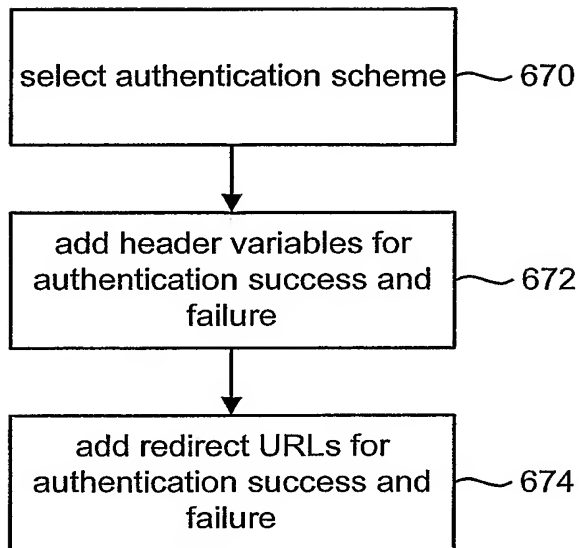 select authentication scheme 670
add header variables for
authentication success and 672
failure
add redirect URLs for
authentication success and 674
failure